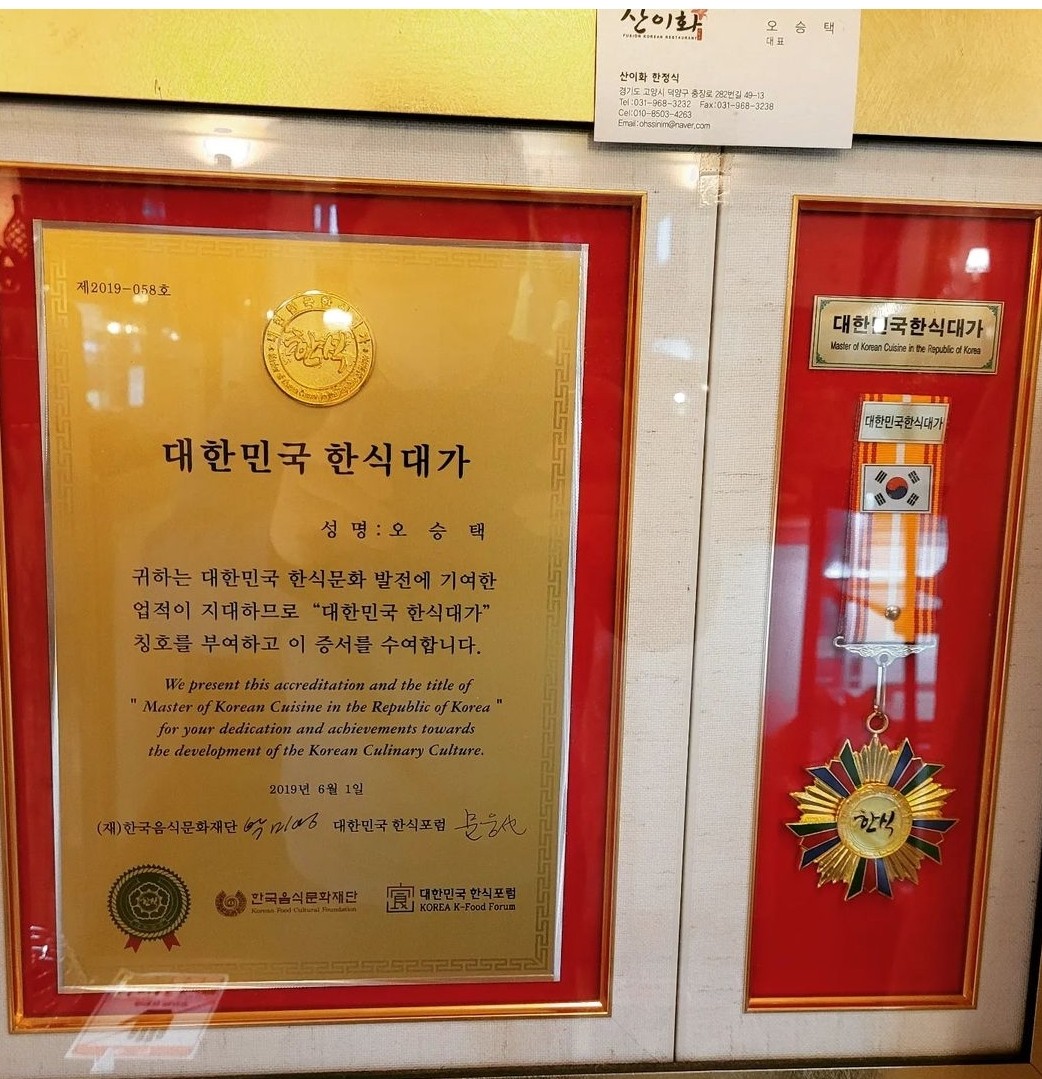 산이화
FUSION KOREAN RESTAURANT
오 승 택
대표
산이화 한정식
경기도 고양시 덕양구 충장로 282번길 49-13
Tel:031-968-3232 Fax:031-968-3238
Cel:010-8503-4263
Email:ohssinim@naver.com
제2019-058호
한식
대한민국 한식대가
성 명 : 오 승 택
귀하는 대한민국 한식문화 발전에 기여한
업적이 지대하므로 “대한민국 한식대가”
칭호를 부여하고 이 증서를 수여합니다.
We present this accreditation and the title of
" Master of Korean Cuisine in the Republic of Korea "
for your dedication and achievements towards
the development of the Korean Culinary Culture.
2019년 6월 1일
(재)한국음식문화재단 대한민국 한식포럼
한식
한국음식문화재단
Korean Food Cultural Foundation
대한민국 한식포럼
KOREA K-Food Forum
대한민국한식대가
Master of Korean Cuisine in the Republic of Korea
대한민국한식대가
한식